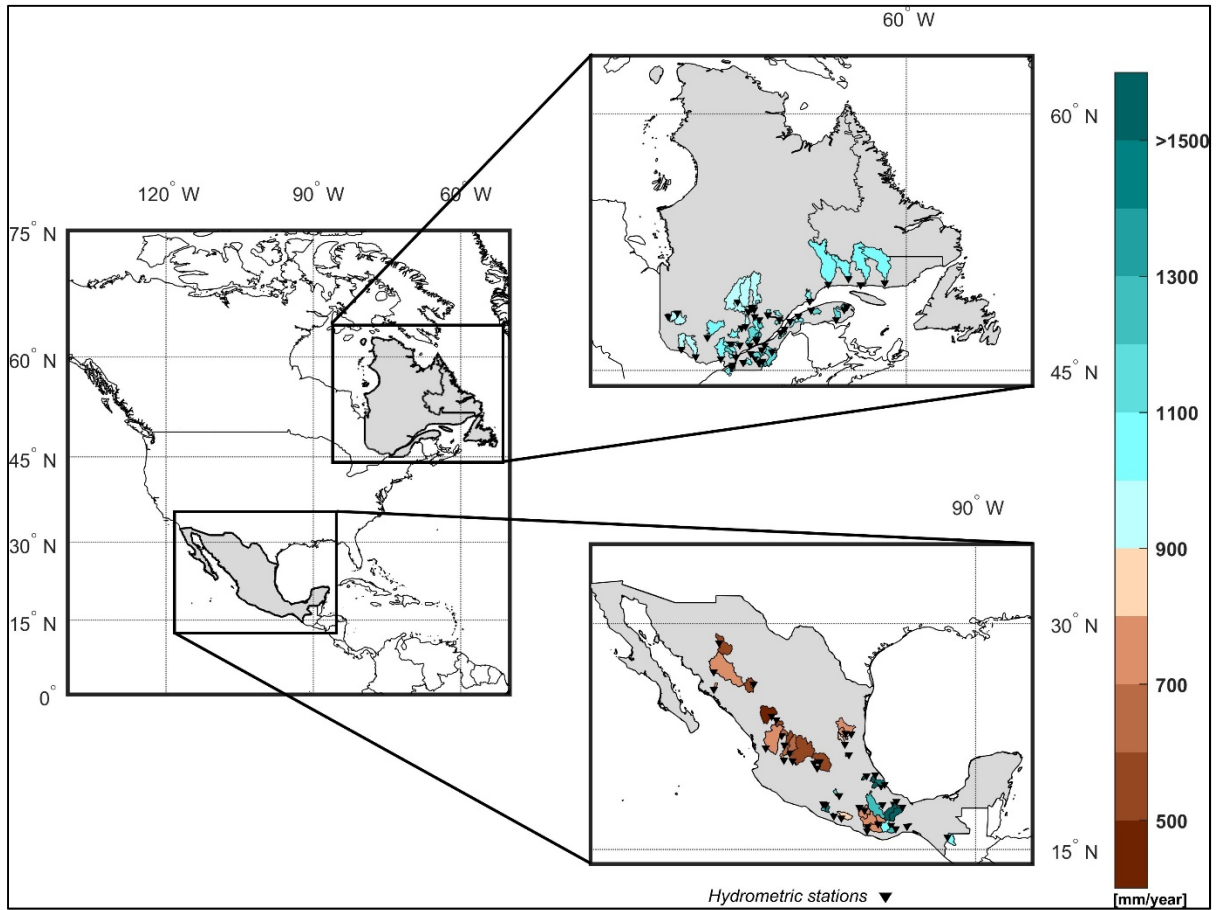 60° W
60° N
45° N
120° W
90° W
60° W
75° N
60° N
45° N
30° N
15° N
0°
90° W
30° N
15° N
>1500
1300
1100
900
700
500
[mm/year]
Hydrometric stations